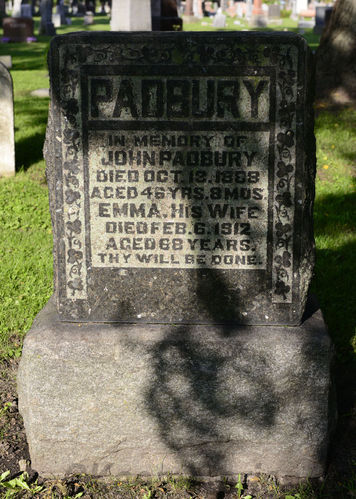 PADBURY
IN MEMORY OF
JOHN PADBURY
DIED OCT. 13. 1898
AGED 46 YRS. 8 MOS.
EMMA. HIS WIFE
DIED FEB. 6. 1912
AGED 68 YEARS.
THY WILL BE DONE.